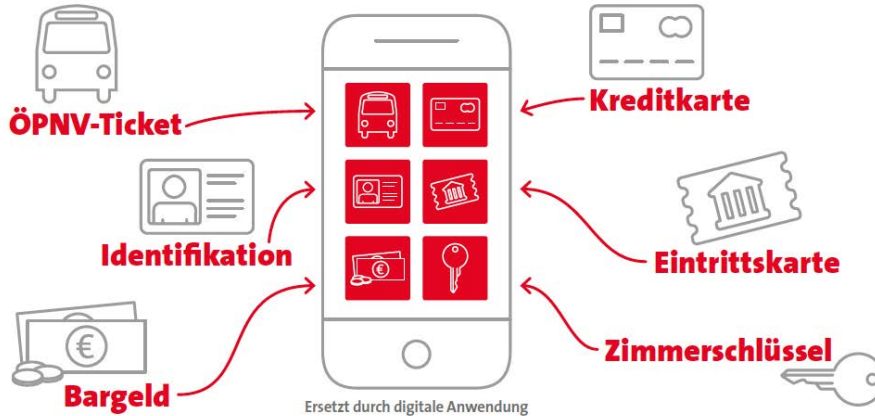 ÖPNV-Ticket
Kreditkarte
Identifikation
Eintrittskarte
Bargeld
Zimmerschlüssel
Ersetzt durch digitale Anwendung